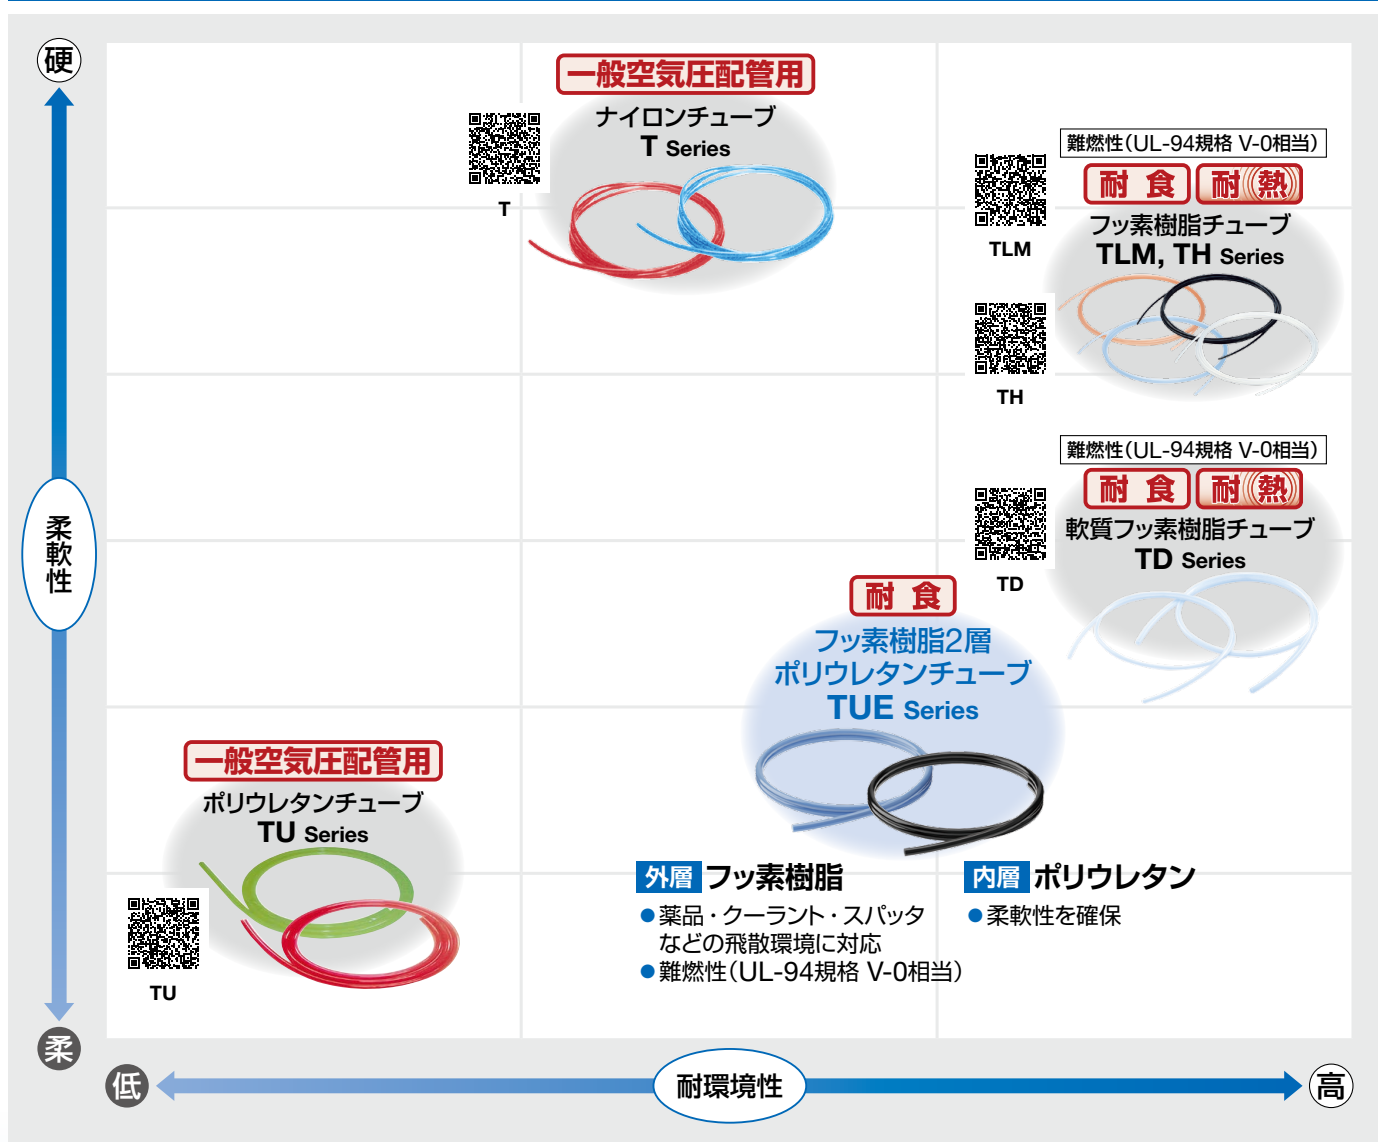 硬
柔軟性
柔
一般空気圧配管用
ナイロンチューブ
T Series
T
難燃性（UL-94規格 V-0相当）
耐食 耐熱
フッ素樹脂チューブ
TLM, TH Series
TLM
TH
難燃性（UL-94規格 V-0相当）
耐食 耐熱
軟質フッ素樹脂チューブ
TD Series
TD
耐食
フッ素樹脂2層
ポリウレタンチューブ
TUE Series
一般空気圧配管用
ポリウレタンチューブ
TU Series
TU
外層 フッ素樹脂
●薬品・クーラント・スパッタ
などの飛散環境に対応
●難燃性（UL-94規格 V-0相当）
内層 ポリウレタン
●柔軟性を確保
低
耐環境性
高